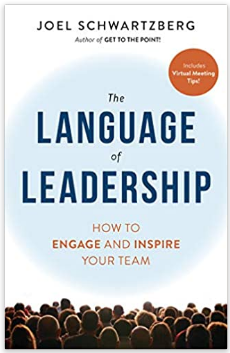 JOEL SCHWARTZBERG
Author of GET TO THE POINT!
Includes
Virtual Meeting
Tips!
The
LANGUAGE
of
LEADERSHIP
HOW TO
ENGAGE AND INSPIRE
YOUR TEAM